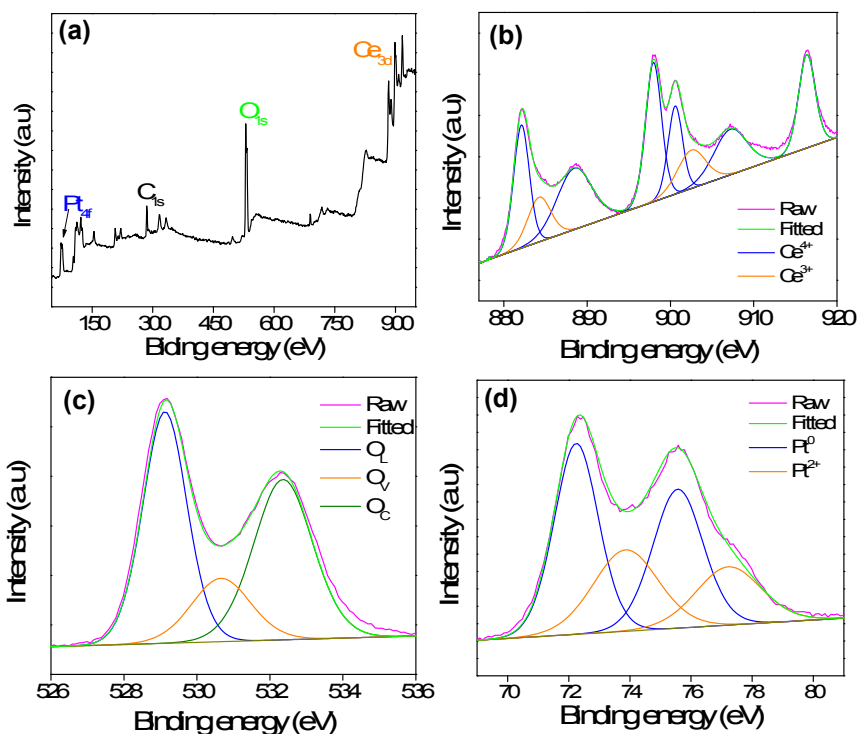 (a)
Ce3d
O1s
C1s
Pt4f
Intensity (a.u)
150 300 450 600 750 900
Biding energy (eV)
(b)
Raw
Fitted
Ce4+
Ce3+
Intensity (a.u)
880 890 900 910 920
Binding energy (eV)
(c)
Raw
Fitted
OL
OV
OC
Intensity (a.u)
526 528 530 532 534 536
Binding energy (eV)
(d)
Raw
Fitted
Pt0
Pt2+
Intensity (a.u)
70 72 74 76 78 80
Binding energy (eV)